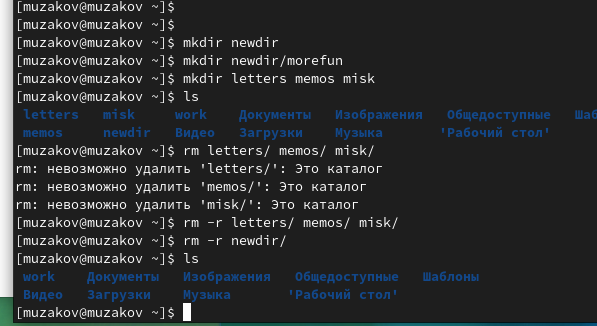 [muzakov@muzakov ~]$
[muzakov@muzakov ~]$
[muzakov@muzakov ~]$ mkdir newdir
[muzakov@muzakov ~]$ mkdir newdir/morefun
[muzakov@muzakov ~]$ mkdir letters memos misk
[muzakov@muzakov ~]$ ls
letters misk work Документы Изображения Общедоступные Шаб
memos newdir Видео Загрузки Музыка 'Рабочий стол'
[muzakov@muzakov ~]$ rm letters/ memos/ misk/
rm: невозможно удалить 'letters/': Это каталог
rm: невозможно удалить 'memos/': Это каталог
rm: невозможно удалить 'misk/': Это каталог
[muzakov@muzakov ~]$ rm -r letters/ memos/ misk/
[muzakov@muzakov ~]$ rm -r newdir/
[muzakov@muzakov ~]$ ls
work Документы Изображения Общедоступные Шаблоны
Видео Загрузки Музыка 'Рабочий стол'
[muzakov@muzakov ~]$